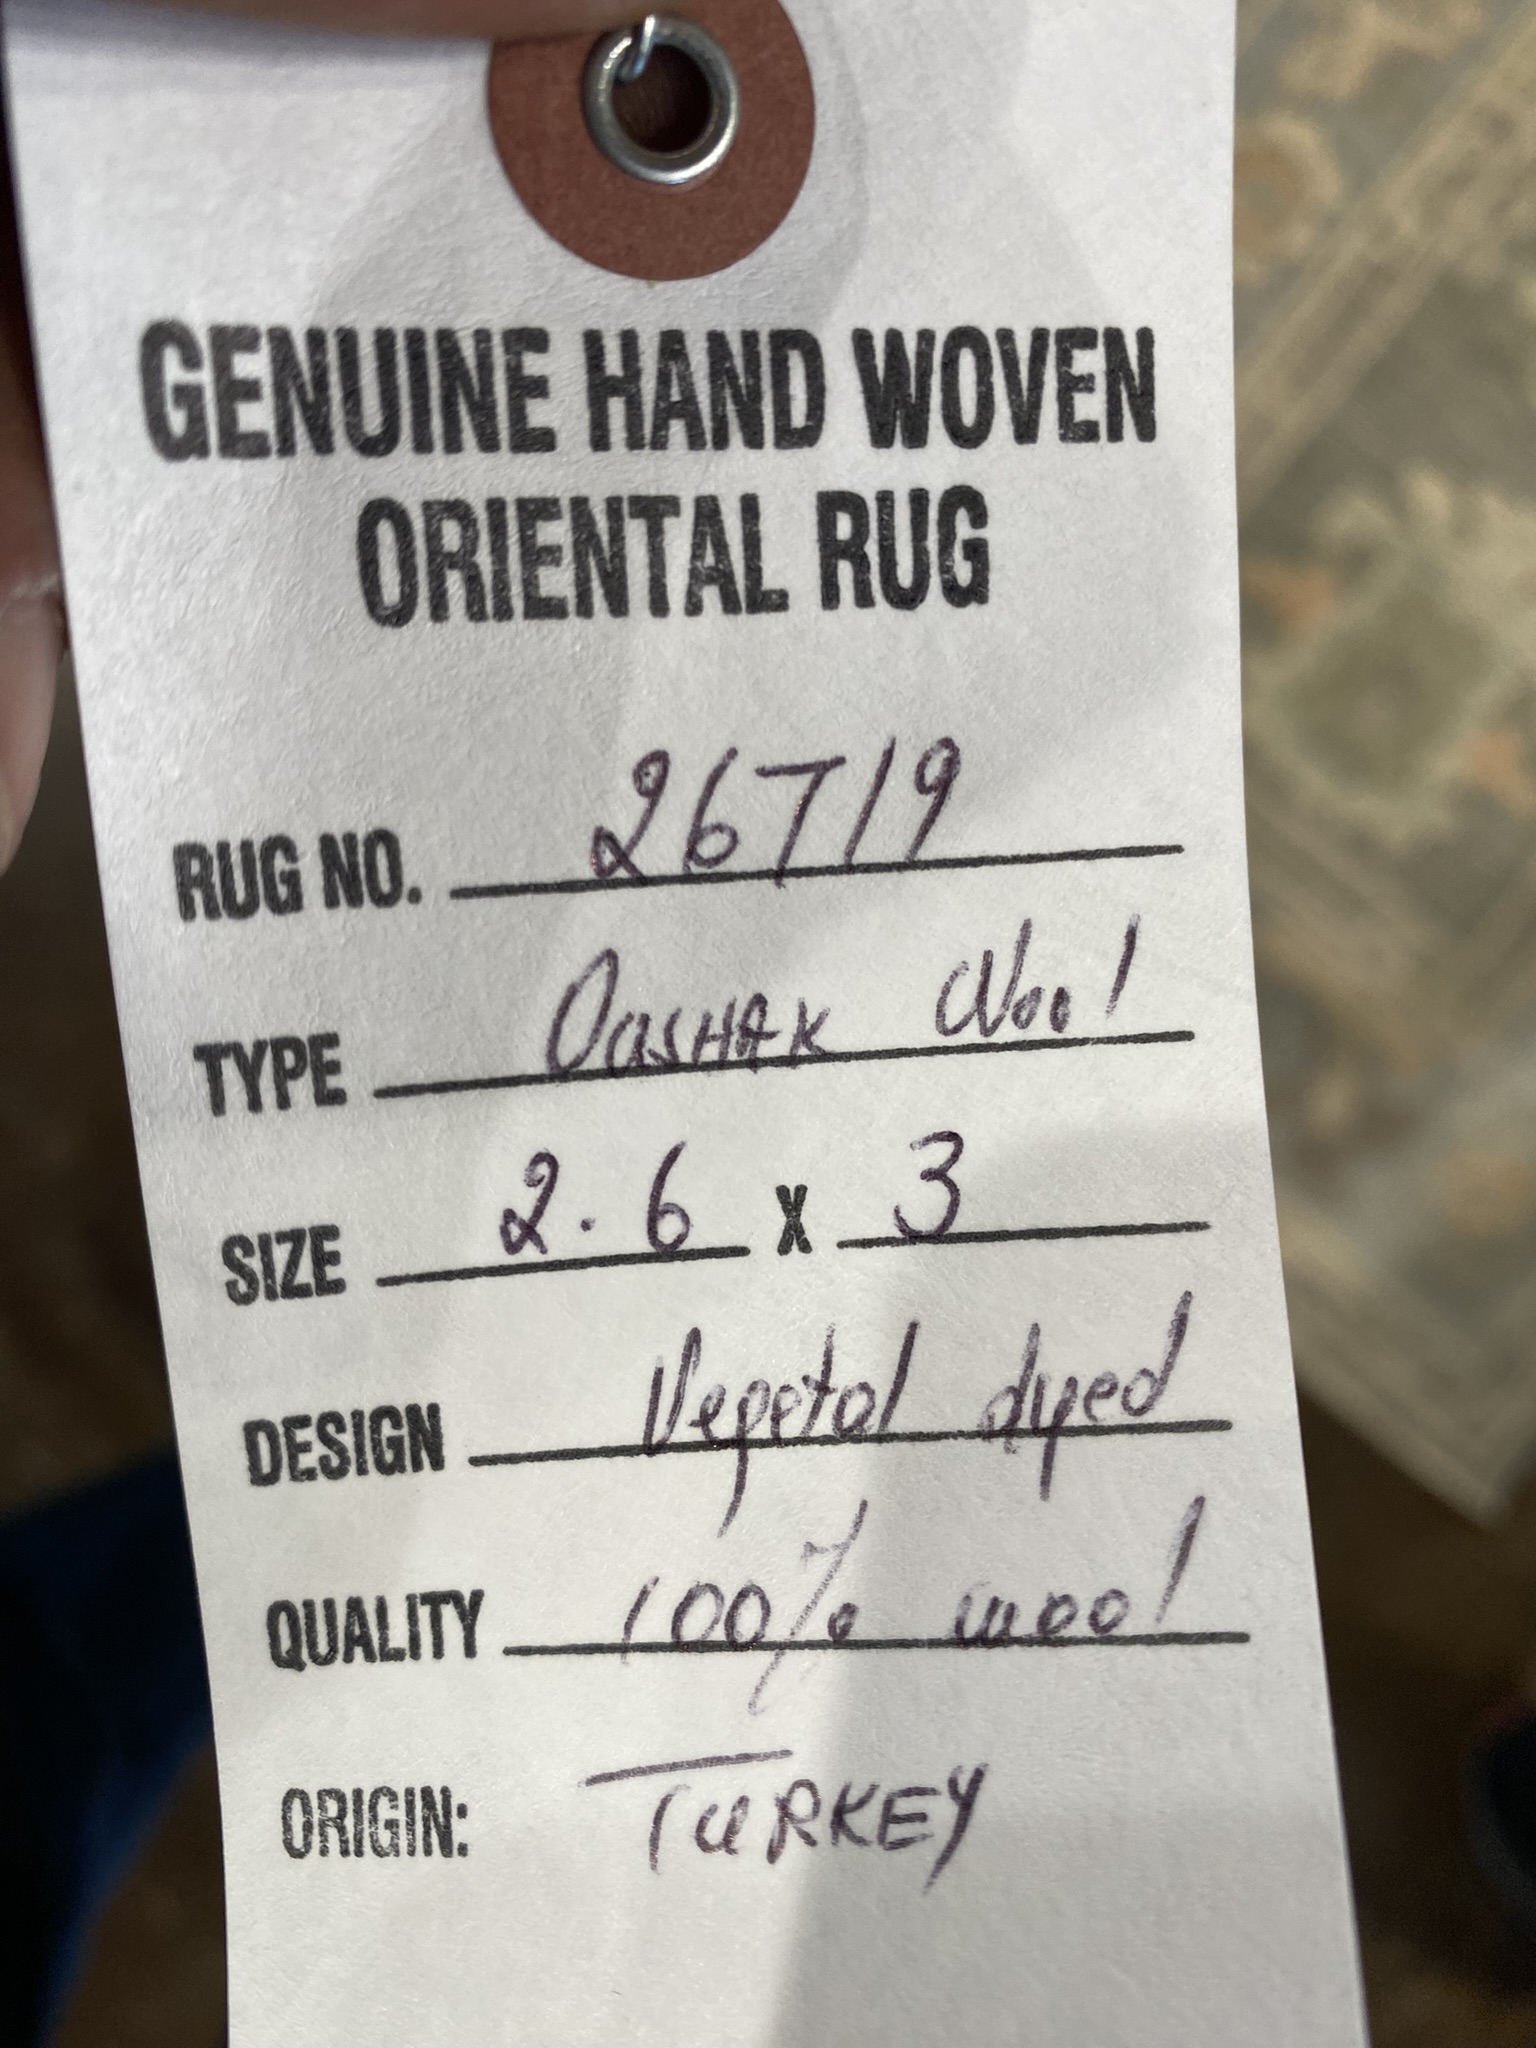 GENUINE HAND WOVEN
ORIENTAL RUG
RUG NO. 26719
TYPE OUSHAK Wool
SIZE 2.6 X 3
DESIGN Vegetal dyed
QUALITY 100% wool
ORIGIN: TURKEY